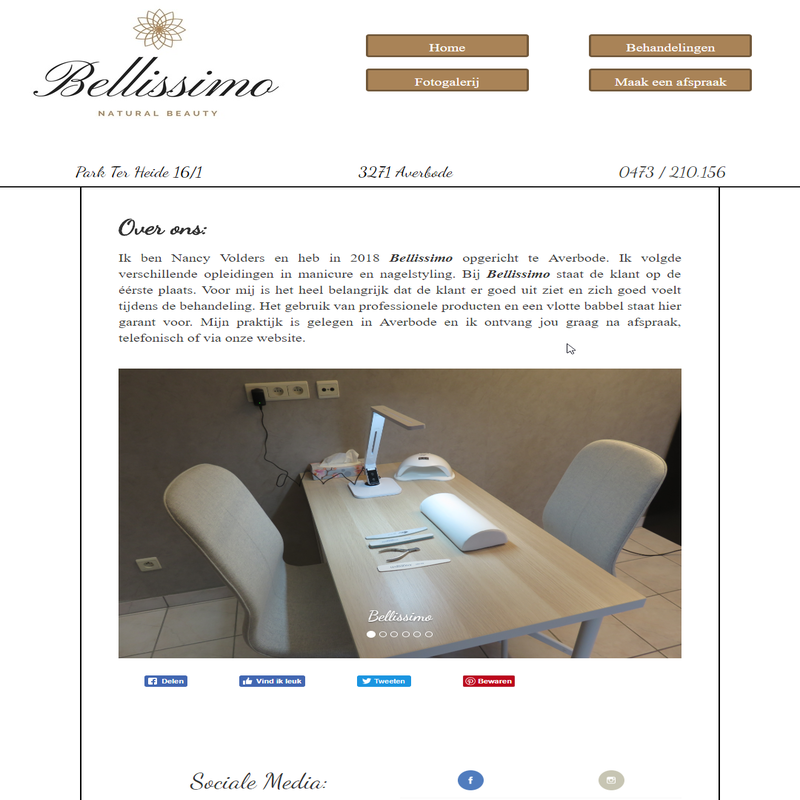 Bellissimo
NATURAL BEAUTY
Home
Behandelingen
Fotogalerij
Maak een afspraak
Park Ter Heide 16/1
3271 Averbode
0473 / 210.156
Over ons:
Ik ben Nancy Volders en heb in 2018 Bellissimo opgericht te Averbode. Ik volgde
verschillende opleidingen in manicure en nagelstyling. Bij Bellissimo staat de klant op de
éérste plaats. Voor mij is het heel belangrijk dat de klant er goed uit ziet en zich goed voelt
tijdens de behandeling. Het gebruik van professionele producten en een vlotte babbel staat hier
garant voor. Mijn praktijk is gelegen in Averbode en ik ontvang jou graag na afspraak,
telefonisch of via onze website.
Bellissimo
Delen
Vind ik leuk
Tweeten
Bewaren
Sociale Media: